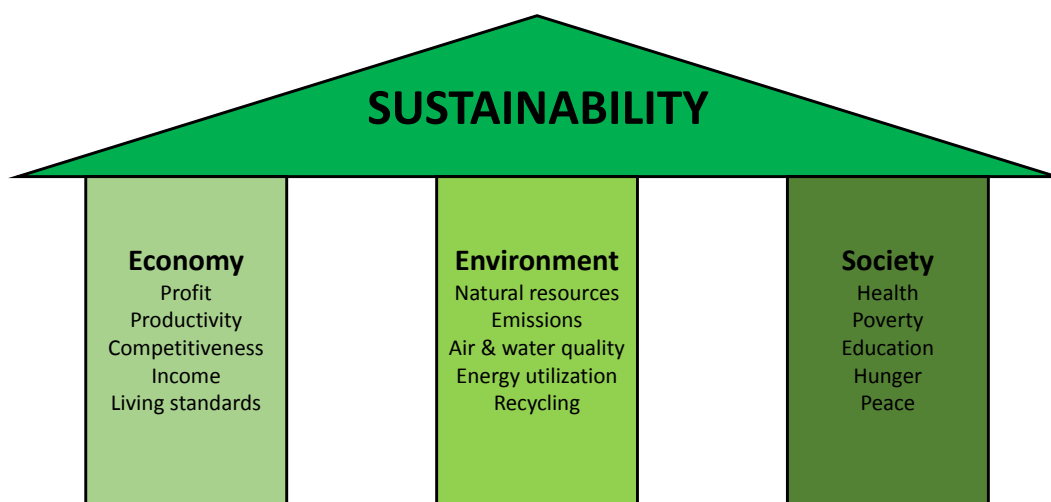 SUSTAINABILITY
Economy
Profit
Productivity
Competitiveness
Income
Living standards
Environment
Natural resources
Emissions
Air & water quality
Energy utilization
Recycling
Society
Health
Poverty
Education
Hunger
Peace